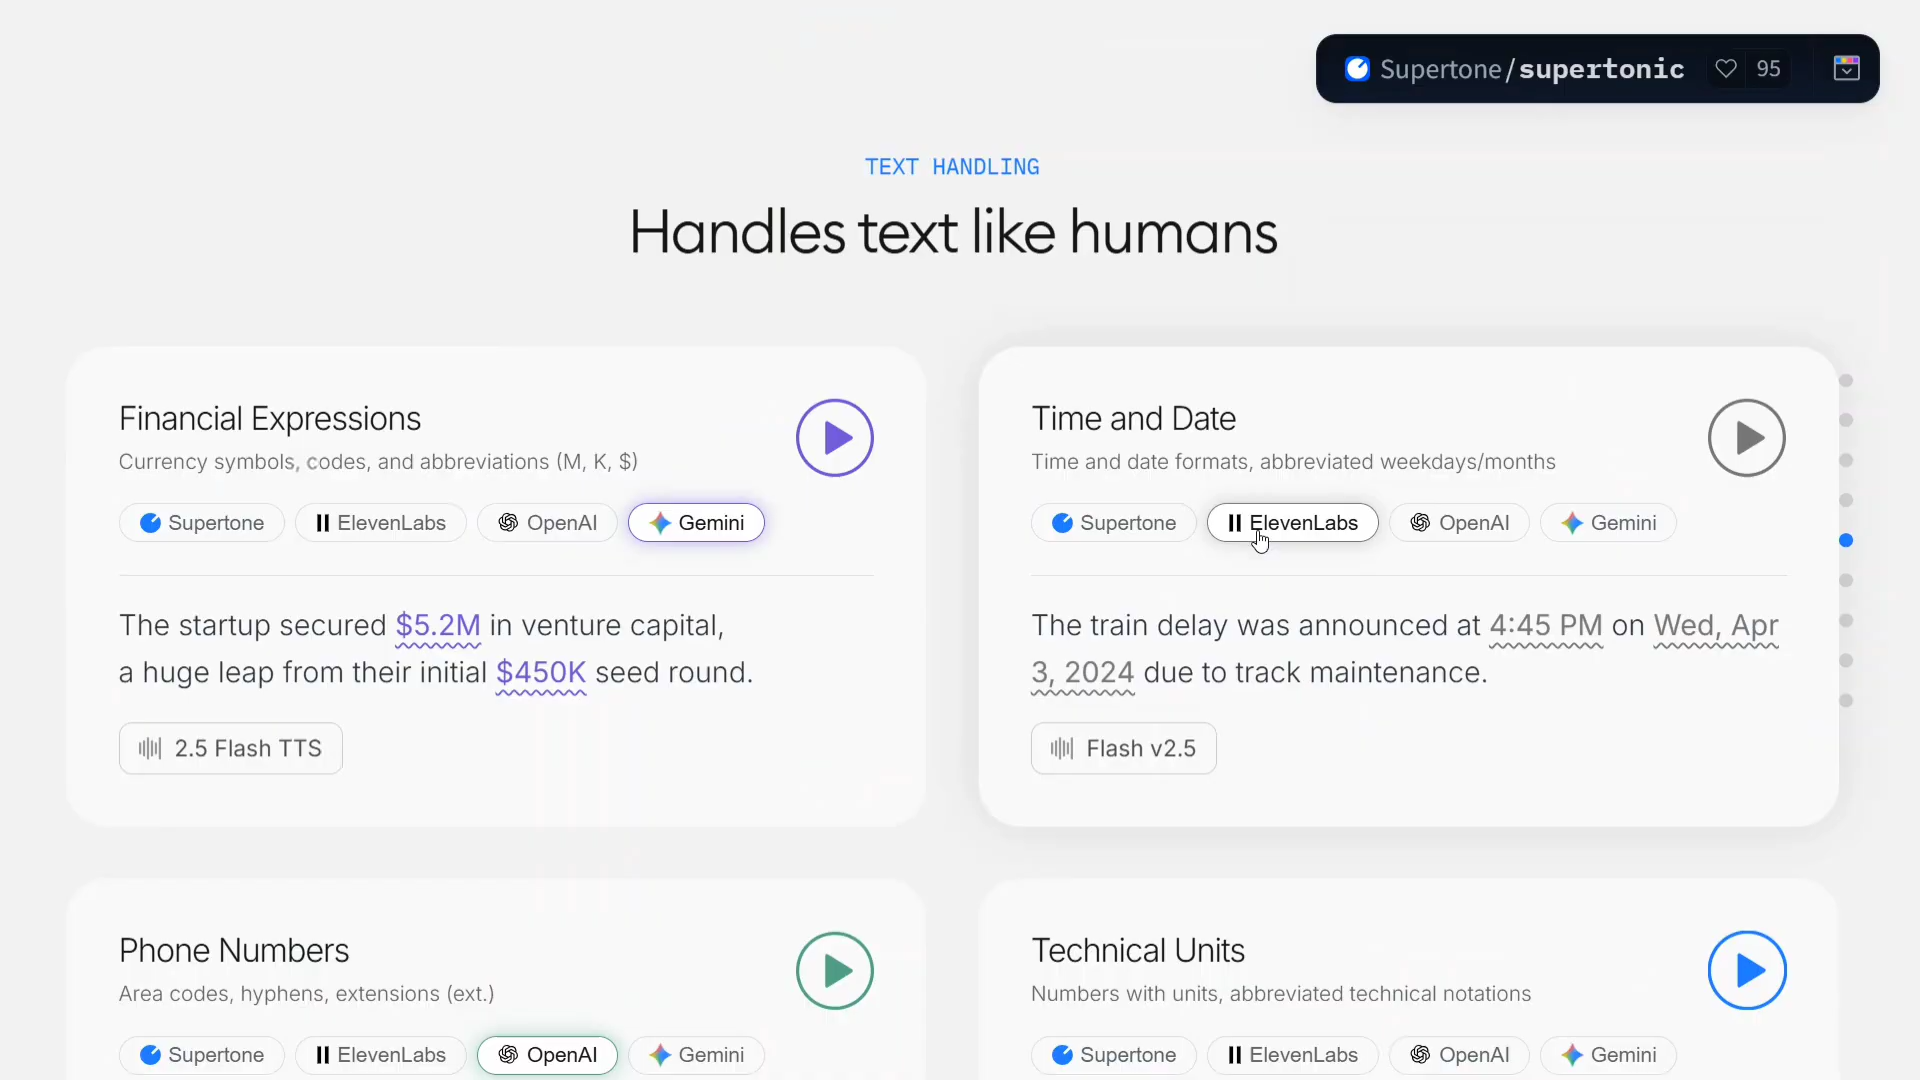 Supertone/supertonic 95
TEXT HANDLING
Handles text like humans
Financial Expressions
Currency symbols, codes, and abbreviations (M, K, $)
Supertone ElevenLabs OpenAI Gemini
The startup secured $5.2M in venture capital,
a huge leap from their initial $450K seed round.
2.5 Flash TTS
Time and Date
Time and date formats, abbreviated weekdays/months
Supertone ElevenLabs OpenAI Gemini
The train delay was announced at 4:45 PM on Wed, Apr
3, 2024 due to track maintenance.
Flash v2.5
Phone Numbers
Area codes, hyphens, extensions (ext.)
Supertone ElevenLabs OpenAI Gemini
Technical Units
Numbers with units, abbreviated technical notations
Supertone ElevenLabs OpenAI Gemini